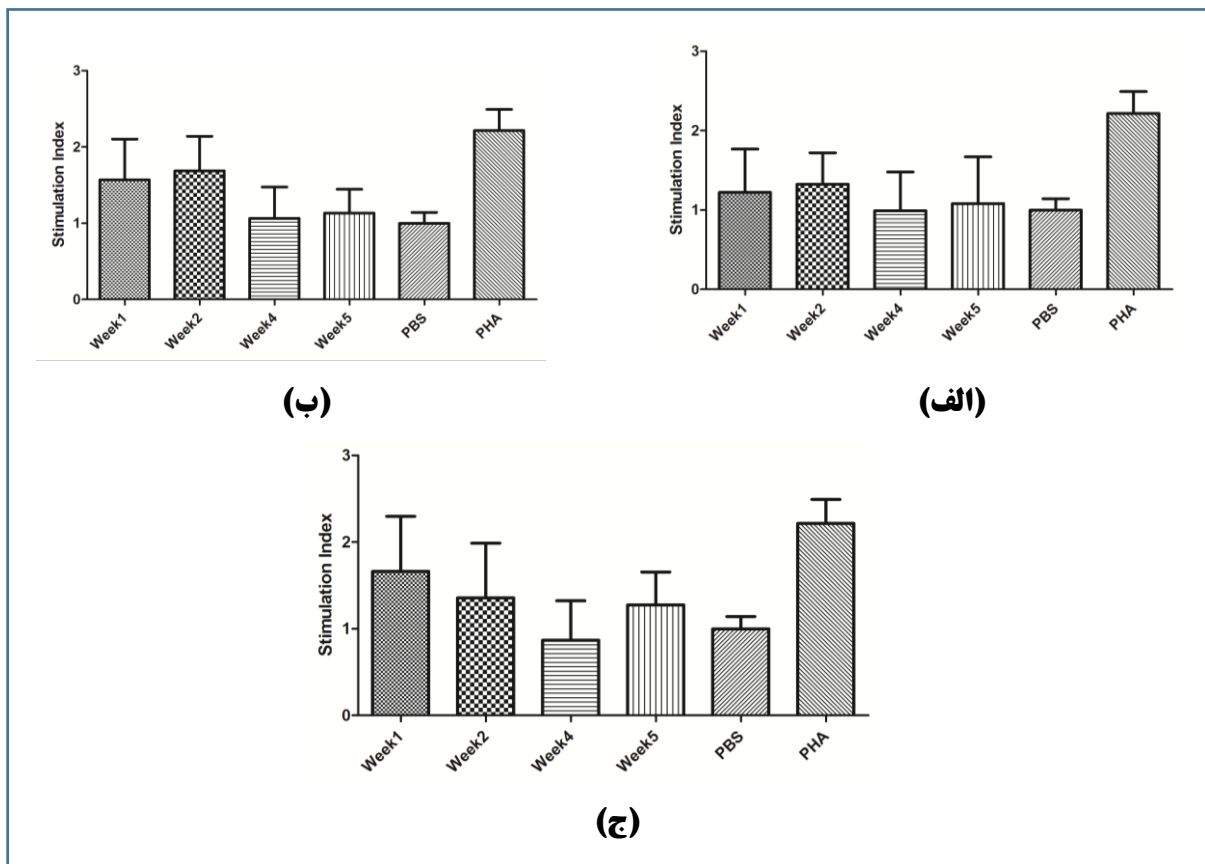 3
2
1
0
Stimulation Index
Week1 Week2 Week4 Week5 PBS PHA
(الف)
3
2
1
0
Stimulation Index
Week1 Week2 Week4 Week5 PBS PHA
(ب)
3
2
1
0
Stimulation Index
Week1 Week2 Week4 Week5 PBS PHA
(ج)